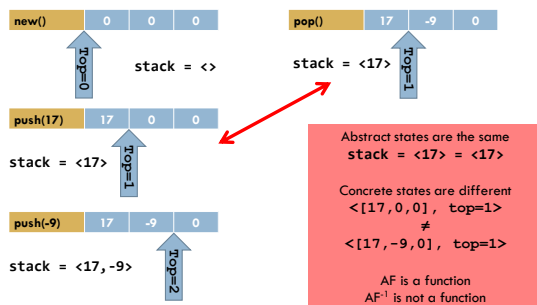 new() 0 0 0
Top=0
stack = <>
push(17) 17 0 0
stack = <17>
Top=1
push(-9) 17 -9 0
stack = <17,-9>
Top=2
pop() 17 -9 0
stack = <17>
Top=1
Abstract states are the same
stack = <17> = <17>
Concrete states are different
<[17,0,0], top=1>
≠
<[17,-9,0], top=1>
AF is a function
AF-1 is not a function